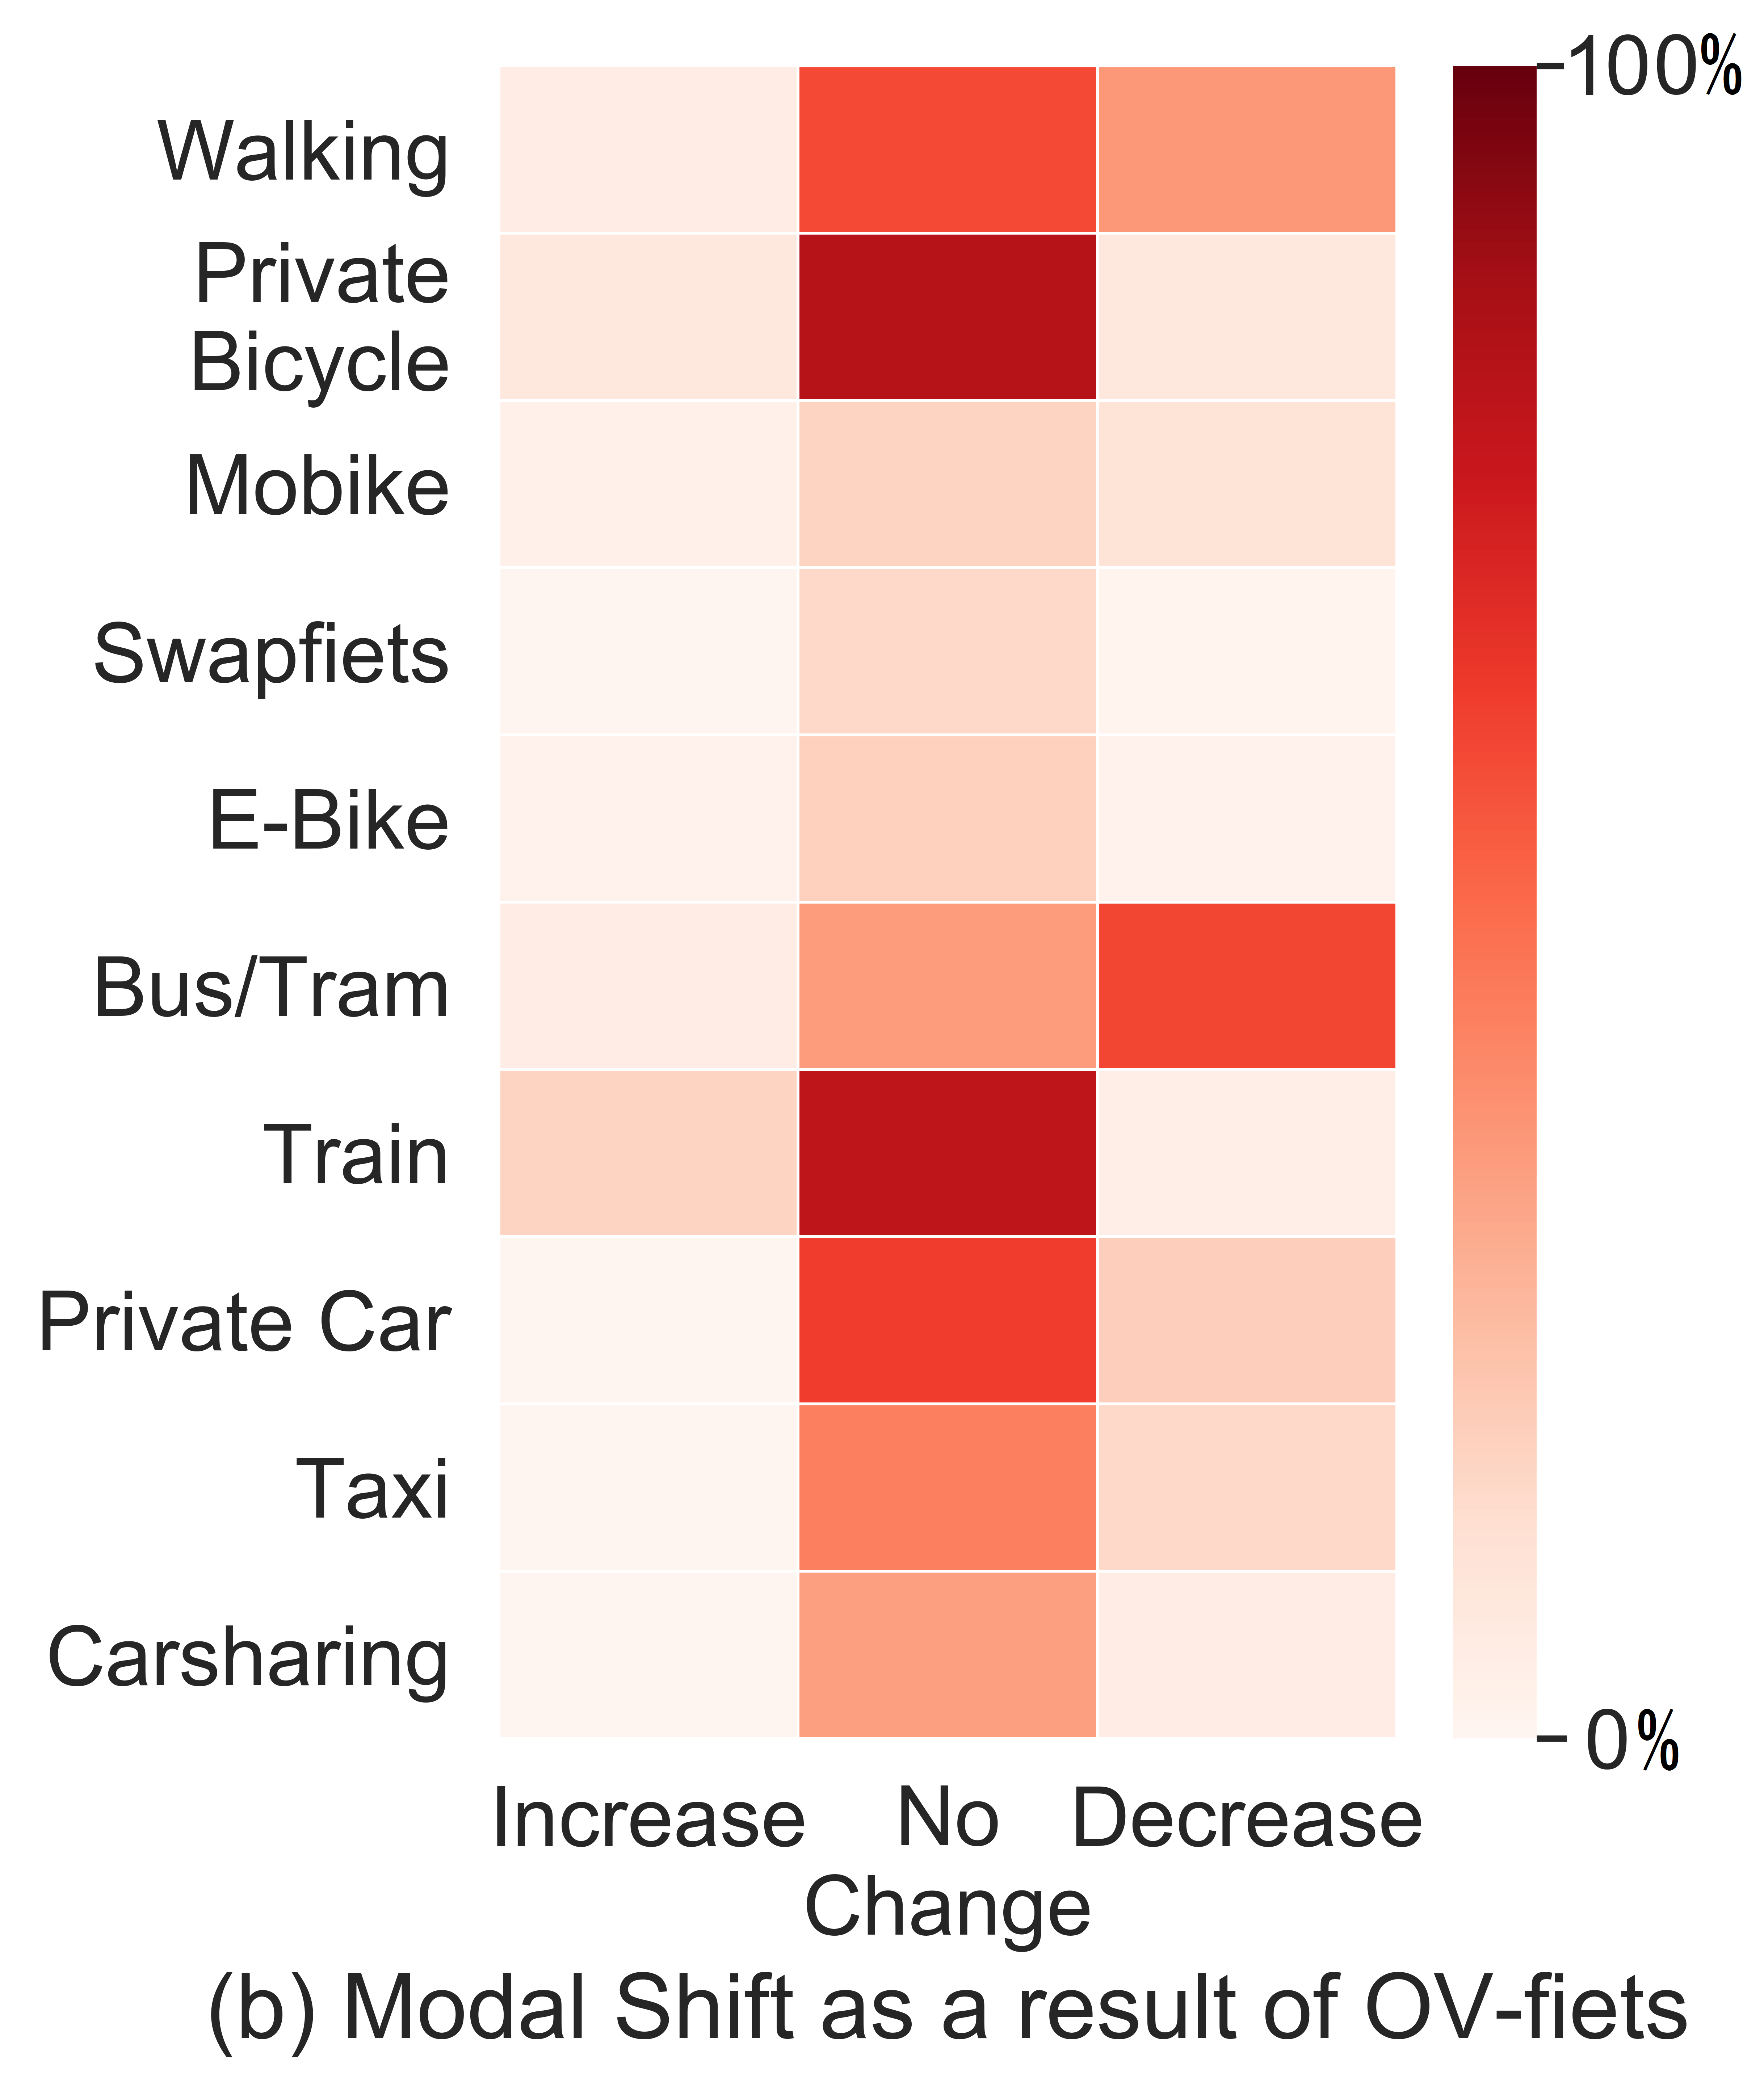 100%
Walking
Private
Bicycle
Mobike
Swapfiets
E-Bike
Bus/Tram
Train
Private Car
Taxi
Carsharing
0%
Increase No Decrease
Change
(b) Modal Shift as a result of OV-fiets